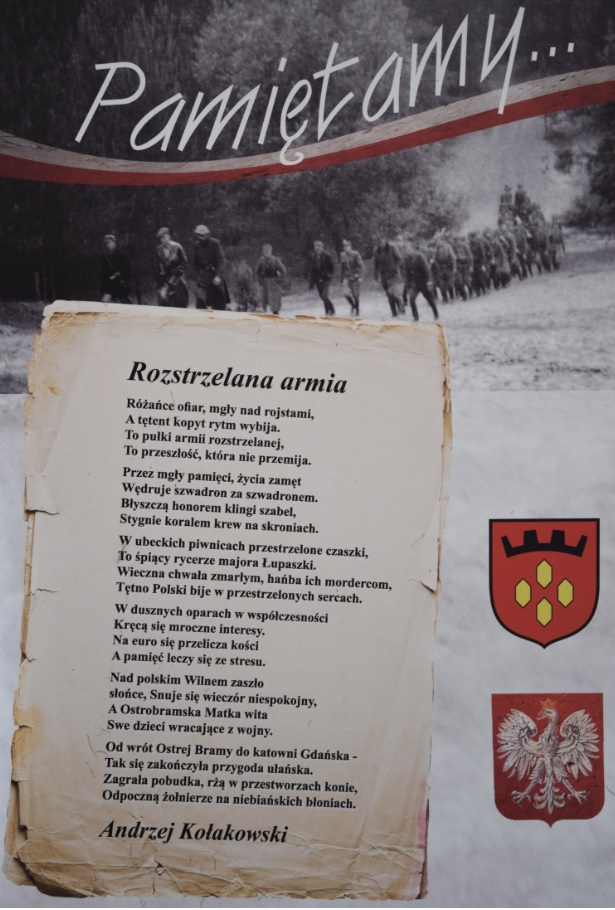 Pamiętamy...
Rozstrzelana armia
Różańce ofiar, mgły nad rojstami,
A tętent kopyt rytm wybija.
To pułki armii rozstrzelanej,
To przeszłość, która nie przemija.
Przez mgły pamięci, życia zamęt
Wędruje szwadron za szwadronem.
Błyszczą honorem klingi szabel,
Stygnie koralem krew na skroniach.
W ubeckich piwnicach przestrzelone czaszki,
To śpiący rycerze majora Łupaszki.
Wieczna chwała zmarłym, hańba ich mordercom,
Tętno Polski bije w przestrzelonych sercach.
W dusznych oparach w współczesności
Kręcą się mroczne interesy.
Na euro się przelicza kości
A pamięć leczy się ze stresu.
Nad polskim Wilnem zaszło
słońce, Snuje się wieczór niespokojny,
A Ostrobramska Matka wita
Swe dzieci wracające z wojny.
Od wrót Ostrej Bramy do katowni Gdańska -
Tak się zakończyła przygoda ułańska.
Zagrała pobudka, rżą w przestworzach konie,
Odpoczną żołnierze na niebiańskich błoniach.
Andrzej Kołakowski